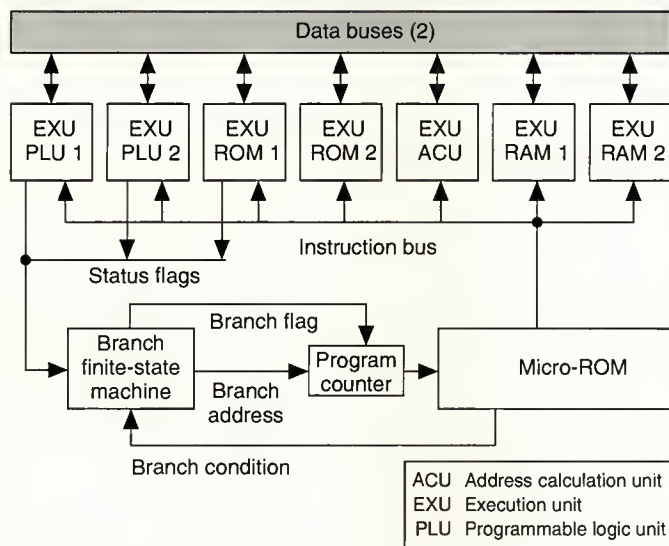 Data buses (2)
EXU
PLU 1
EXU
PLU 2
EXU
ROM 1
EXU
ROM 2
EXU
ACU
EXU
RAM 1
EXU
RAM 2
Instruction bus
Status flags
Branch flag
Branch
finite-state
machine
Branch
address
Program
counter
Micro-ROM
Branch condition
ACU Address calculation unit
EXU Execution unit
PLU Programmable logic unit